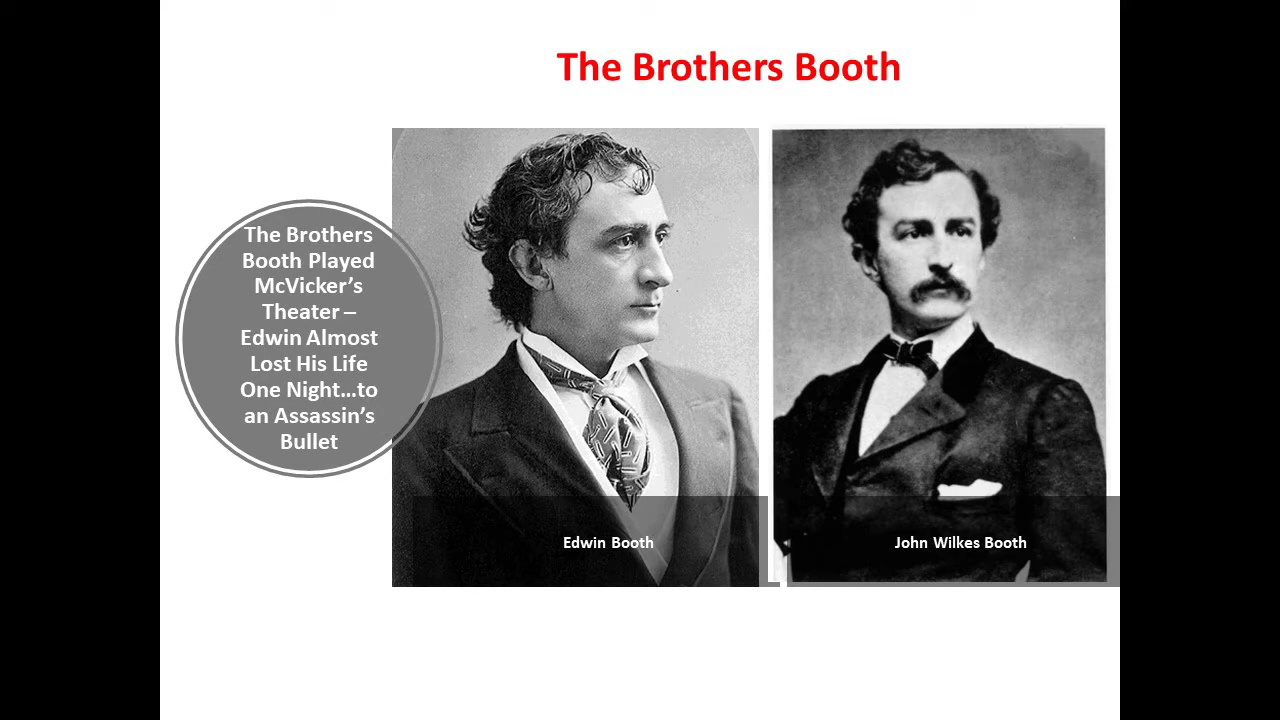 The Brothers Booth
The Brothers
Booth Played
McVicker’s
Theater –
Edwin Almost
Lost His Life
One Night…to
an Assassin’s
Bullet
Edwin Booth
John Wilkes Booth